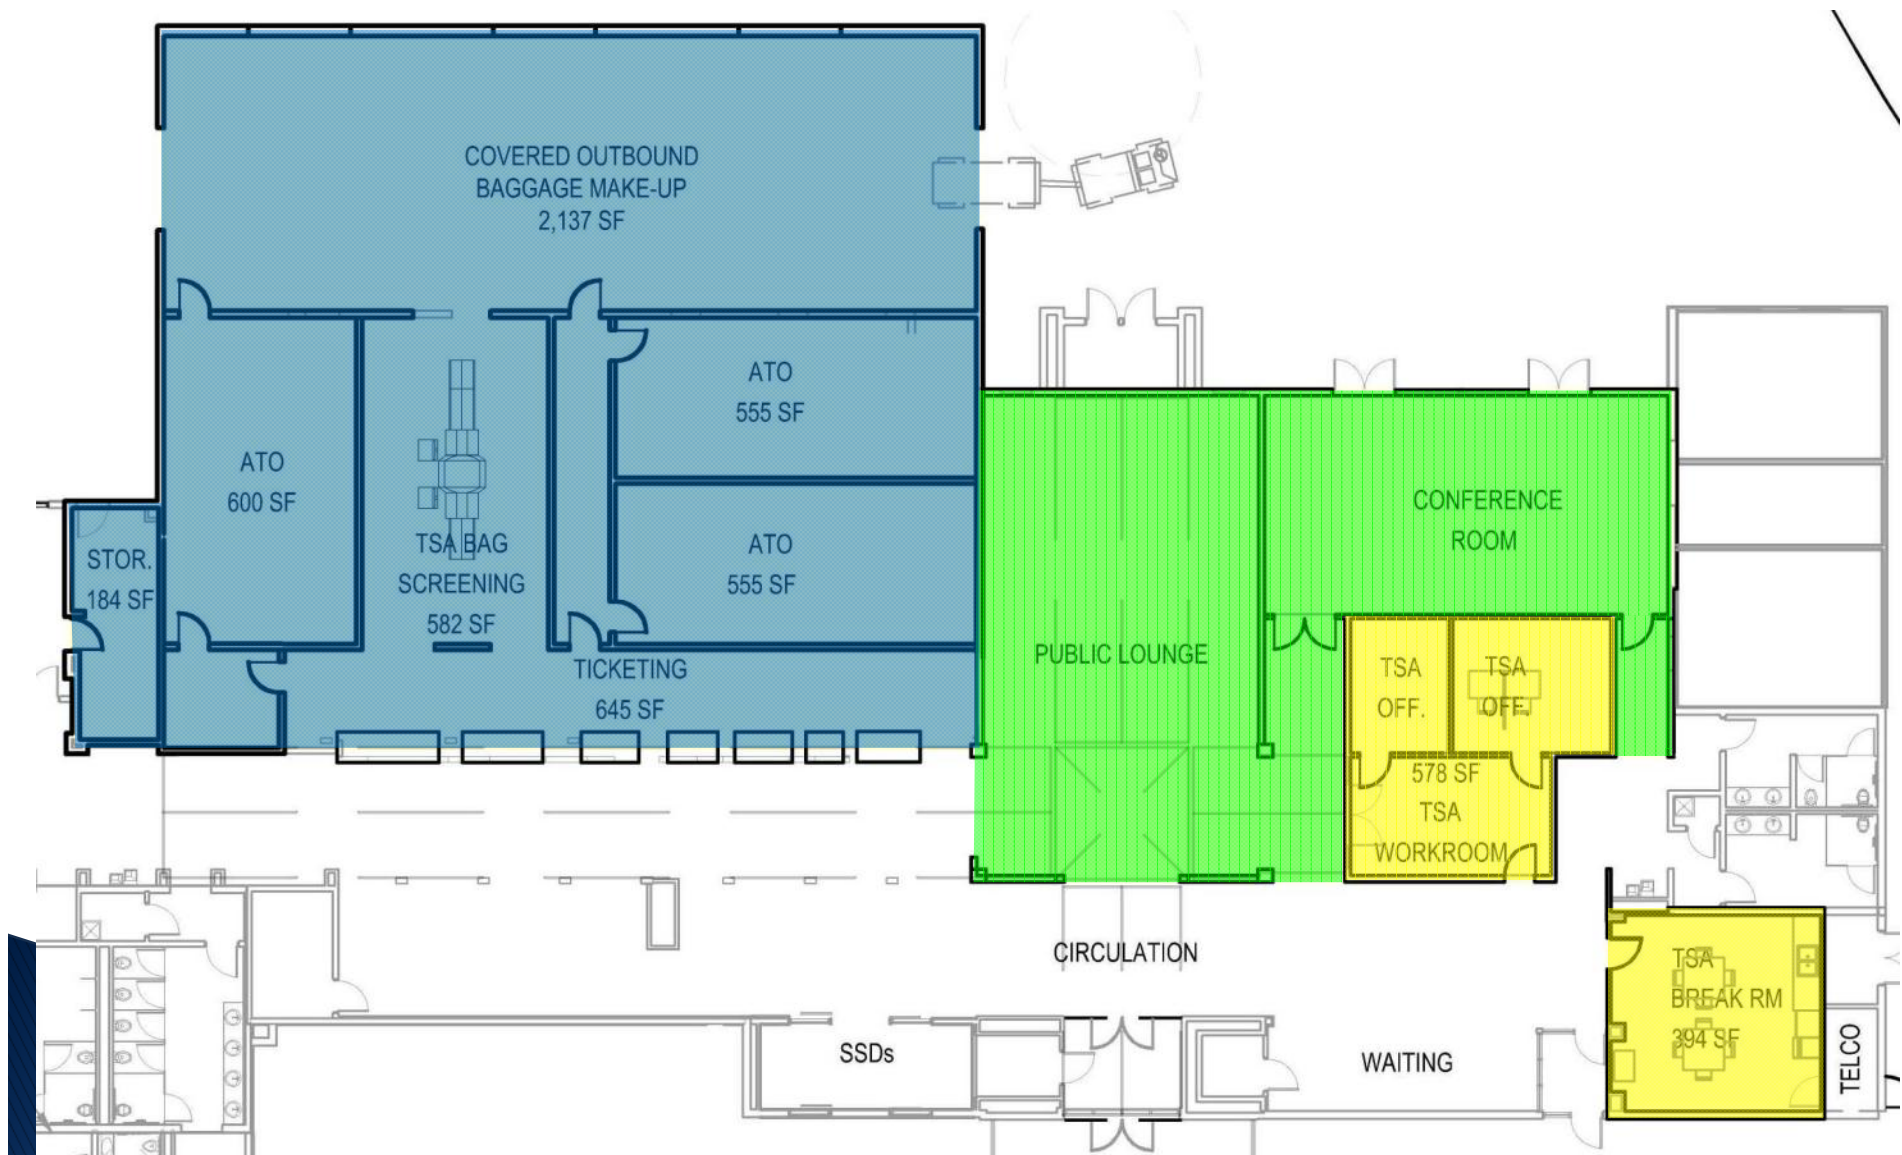 COVERED OUTBOUND
BAGGAGE MAKE-UP
2,137 SF
ATO
555 SF
ATO
600 SF
ATO
555 SF
STOR.
184 SF
TSA BAG
SCREENING
582 SF
TICKETING
645 SF
CONFERENCE
ROOM
PUBLIC LOUNGE
TSA
OFF.
TSA
OFF.
578 SF
TSA
WORKROOM
CIRCULATION
TSA
BREAK RM
394 SF
SSDs
WAITING
TELCO